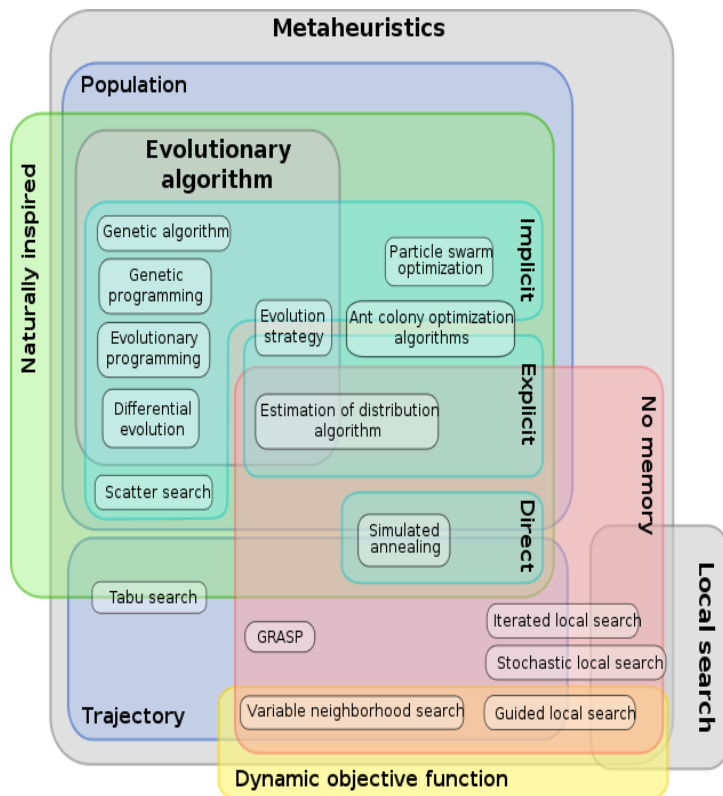 Metaheuristics
Population
Naturally inspired
Evolutionary
algorithm
Implicit
Genetic algorithm
Particle swarm
optimization
Genetic
programming
Evolution
strategy
Ant colony optimization
algorithms
Evolutionary
programming
Explicit
Differential
evolution
Estimation of distribution
algorithm
No memory
Scatter search
Direct
Simulated
annealing
Local search
Tabu search
GRASP
Iterated local search
Stochastic local search
Trajectory
Variable neighborhood search
Guided local search
Dynamic objective function